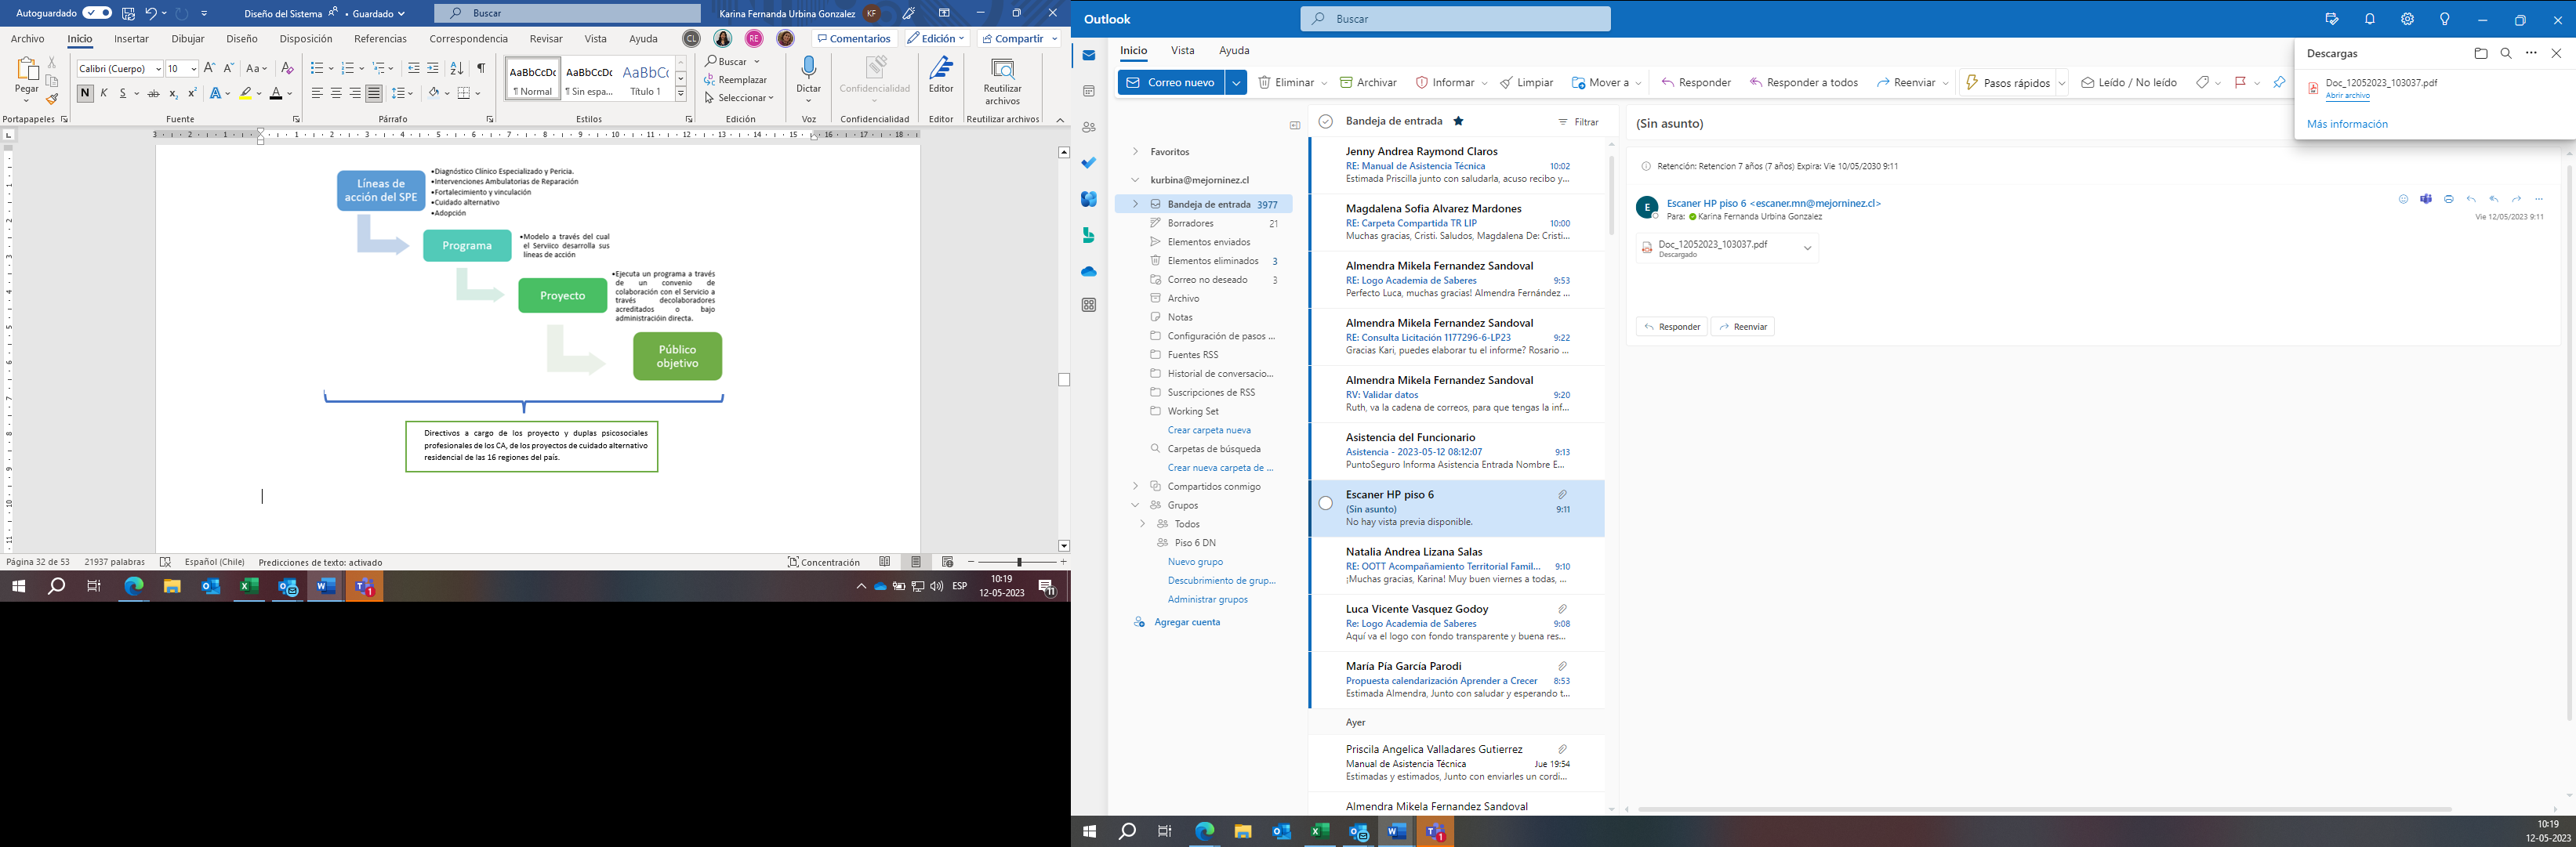 Autoguardado
Diseño del Sistema • Guardado
Buscar
Karina Fernanda Urbina Gonzalez
KF
Archivo Inicio Insertar Dibujar Diseño Disposición Referencias Correspondencia Revisar Vista Ayuda
CL RE Comentarios Edición Compartir
Pegar
Calibri (Cuerpo) 10
AaBbCcDc AaBbCcDc AaBbCc
¶ Normal ¶ Sin espa... Título 1
Buscar
Reemplazar
Seleccionar
Dictar
Confidencialidad
Editor
Reutilizar archivos
Portapapeles Fuente Párrafo Estilos Edición Voz Confidencialidad Editor Reutilizar archivos
Líneas de
acción del SPE
•Diagnóstico Clínico Especializado y Pericia.
•Intervenciones Ambulatorias de Reparación
•Fortalecimiento y vinculación
•Cuidado alternativo
•Adopción
Programa
•Modelo a través del cual
el Serviico desarrolla sus
líneas de acción
Proyecto
•Ejecuta un programa a través
de un convenio de
colaboración con el Servicio a
través decolaboradores
acreditados o bajo
administración directa.
Público
objetivo
Directivos a cargo de los proyecto y duplas psicosociales
profesionales de los CA, de los proyectos de cuidado alternativo
residencial de las 16 regiones del país.
Página 32 de 53 21937 palabras Español (Chile) Predicciones de texto: activado
Concentración
ESP
10:19
12-05-2023
11
Outlook
Buscar
Inicio Vista Ayuda
Correo nuevo Eliminar Archivar Informar Limpiar Mover a Responder Responder a todos Reenviar Pasos rápidos Leído / No leído
Descargas
Doc_12052023_103037.pdf
Abrir archivo
Más información
Favoritos
kurbina@mejorninez.cl
Bandeja de entrada 3977
Borradores 21
Elementos enviados
Elementos eliminados 3
Correo no deseado 3
Archivo
Notas
Configuración de pasos ...
Fuentes RSS
Historial de conversacio...
Suscripciones de RSS
Working Set
Crear carpeta nueva
Carpetas de búsqueda
Crear nueva carpeta de ...
Compartidos conmigo
Grupos
Todos
Piso 6 DN
Nuevo grupo
Descubrimiento de grup...
Administrar grupos
Agregar cuenta
Bandeja de entrada
Filtrar
Jenny Andrea Raymond Claros
RE: Manual de Asistencia Técnica 10:02
Estimada Priscilla junto con saludarla, acuso recibo y...
Magdalena Sofia Alvarez Mardones
RE: Carpeta Compartida TR LIP 10:00
Muchas gracias, Cristi. Saludos, Magdalena De: Cristi...
Almendra Mikela Fernandez Sandoval
RE: Logo Academia de Saberes 9:53
Perfecto Luca, muchas gracias! Almendra Fernández ...
Almendra Mikela Fernandez Sandoval
RE: Consulta Licitación 1177296-6-LP23 9:22
Gracias Kari, puedes elaborar tu el informe? Rosario ...
Almendra Mikela Fernandez Sandoval
RV: Validar datos 9:20
Ruth, va la cadena de correos, para que tengas la inf...
Asistencia del Funcionario
Asistencia - 2023-05-12 08:12:07 9:13
PuntoSeguro Informa Asistencia Entrada Nombre E...
Escaner HP piso 6
(Sin asunto) 9:11
No hay vista previa disponible.
Natalia Andrea Lizana Salas
RE: OOTT Acompañamiento Territorial Famil... 9:10
¡Muchas gracias, Karina! Muy buen viernes a todas, ...
Luca Vicente Vasquez Godoy
Re: Logo Academia de Saberes 9:08
Aquí va el logo con fondo transparente y buena res...
María Pía García Parodi
Propuesta calendarización Aprender a Crecer 8:53
Estimada Almendra, Junto con saludar y esperando t...
Ayer
Priscila Angelica Valladares Gutierrez
Manual de Asistencia Técnica Jue 19:54
Estimadas y estimados, Junto con enviarles un cordi...
Almendra Mikela Fernandez Sandoval
(Sin asunto)
Retención: Retencion 7 años (7 años) Expira: Vie 10/05/2030 9:11
E
Escaner HP piso 6 <escaner.mn@mejorninez.cl>
Para: Karina Fernanda Urbina Gonzalez
Vie 12/05/2023 9:11
Doc_12052023_103037.pdf
Descargado
Responder Reenviar
10:19
12-05-2023